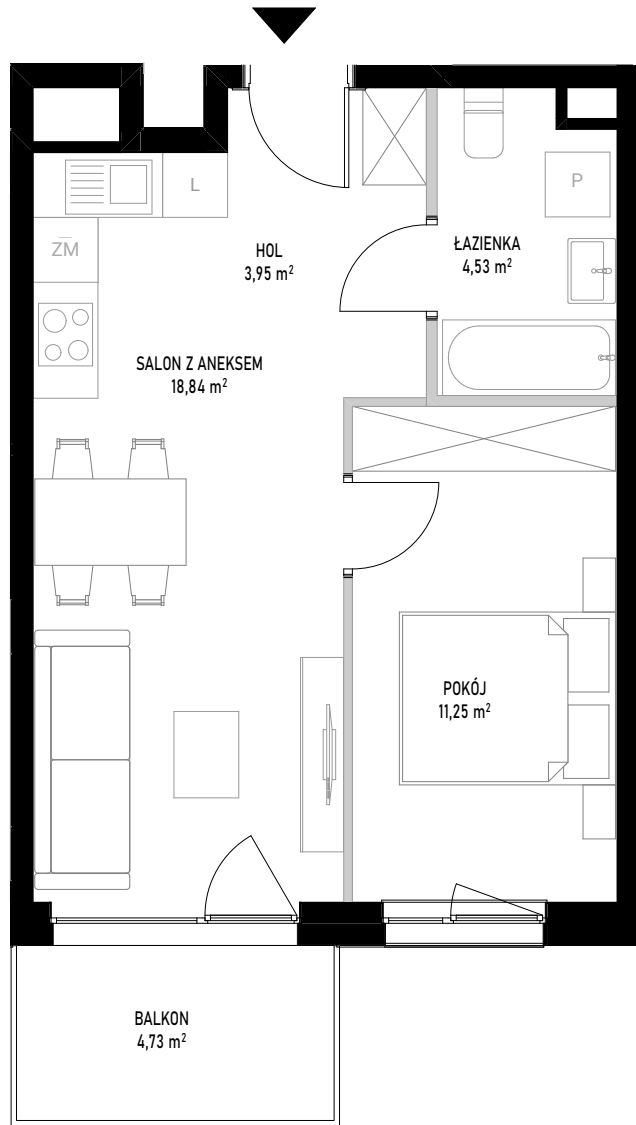 L
P
ZM
HOL
3,95 m²
ŁAZIENKA
4,53 m²
SALON Z ANEKSEM
18,84 m²
POKÓJ
11,25 m²
BALKON
4,73 m²